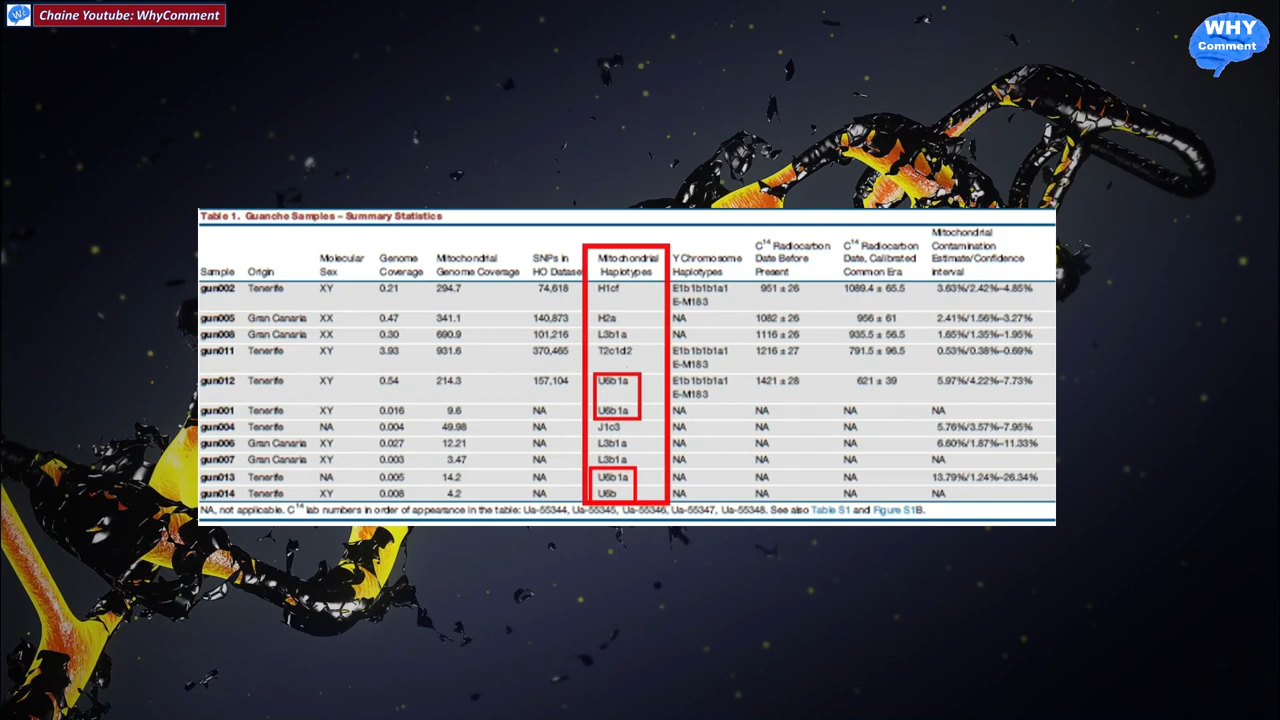 Chaine Youtube: WhyComment
WHY
Comment
Table 1. Guanche Samples – Summary Statistics
Sample Origin Molecular Sex Genome Coverage Mitochondrial Genome Coverage SNPs in HO Datase Mitochondrial Haplotypes Y Chromosome Haplotypes C14 Radiocarbon Date Before Present C14 Radiocarbon Date, Calibrated Common Era Mitochondrial Contamination Estimate/Confidence Interval
gun002 Tenerife XY 0.21 294.7 74,618 H1cf E1b1b1b1a1 E-M183 951 ± 26 1089.4 ± 65.5 3.63%/2.42%–4.85%
gun005 Gran Canaria XX 0.47 341.1 140,873 H2a NA 1082 ± 26 956 ± 61 2.41%/1.56%–3.27%
gun008 Gran Canaria XX 0.30 690.9 101,216 L3b1a NA 1116 ± 26 935.5 ± 56.5 1.65%/1.35%–1.95%
gun011 Tenerife XY 3.93 931.6 370,465 T2c1d2 E1b1b1b1a1 E-M183 1216 ± 27 791.5 ± 96.5 0.53%/0.38%–0.69%
gun012 Tenerife XY 0.54 214.3 157,104 U6b1a E1b1b1b1a1 E-M183 1421 ± 28 621 ± 39 5.97%/4.22%–7.73%
gun001 Tenerife XY 0.016 9.6 NA U6b1a NA NA NA NA
gun004 Tenerife NA 0.004 49.98 NA J1c3 NA NA NA 5.76%/3.57%–7.95%
gun006 Gran Canaria XY 0.027 12.21 NA L3b1a NA NA NA 6.60%/1.87%–11.33%
gun007 Gran Canaria XY 0.003 3.47 NA L3b1a NA NA NA NA
gun013 Tenerife NA 0.005 14.2 NA U6b1a NA NA NA 13.79%/1.24%–26.34%
gun014 Tenerife XY 0.008 4.2 NA U6b NA NA NA NA
NA, not applicable. C14 lab numbers in order of appearance in the table: Ua-55344, Ua-55345, Ua-55346, Ua-55347, Ua-55348. See also Table S1 and Figure S1B.